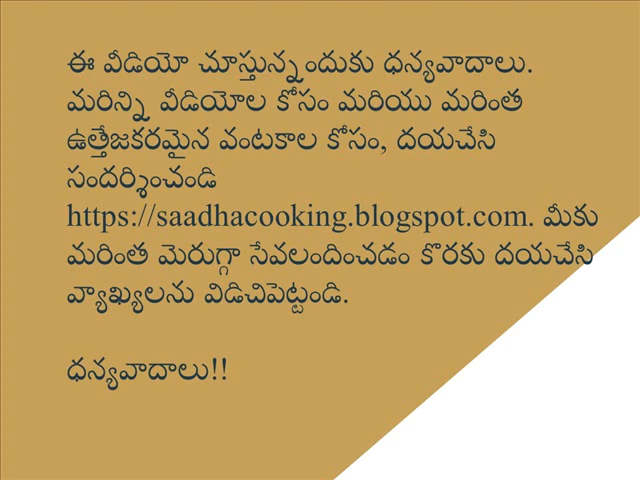 ఈ వీడియో చూస్తున్నందుకు ధన్యవాదాలు.
మరిన్ని వీడియోల కోసం మరియు మరింత
ఉత్తేజకరమైన వంటకాల కోసం, దయచేసి
సందర్శించండి
https://saadhacooking.blogspot.com. మీకు
మరింత మెరుగ్గా సేవలందించడం కొరకు దయచేసి
వ్యాఖ్యలను విడిచిపెట్టండి.
ధన్యవాదాలు!!